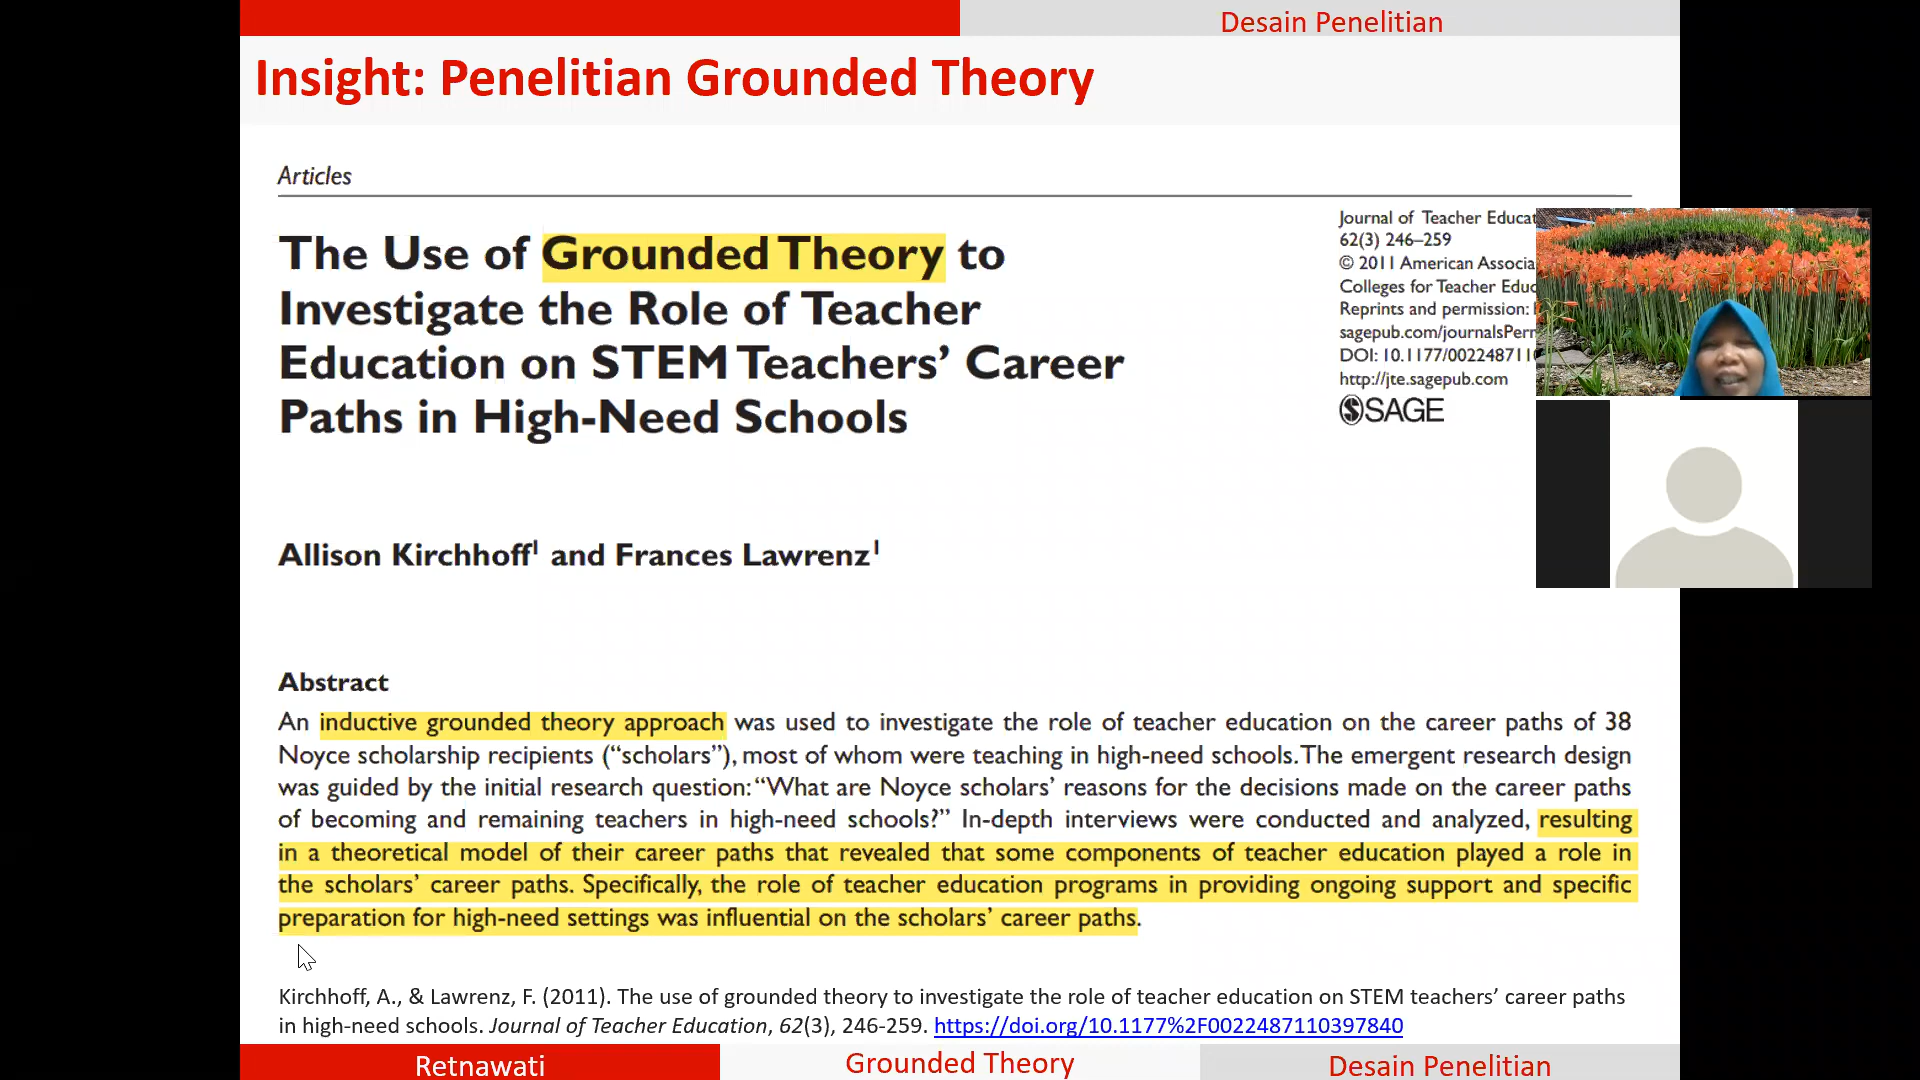 Desain Penelitian
Insight: Penelitian Grounded Theory
Articles
The Use of Grounded Theory to
Investigate the Role of Teacher
Education on STEM Teachers’ Career
Paths in High-Need Schools
Journal of Teacher Educat
62(3) 246–259
© 2011 American Associa
Colleges for Teacher Educ
Reprints and permission:
sagepub.com/journalsPerm
DOI: 10.1177/002248711
http://jte.sagepub.com
SAGE
Allison Kirchhoff1 and Frances Lawrenz1
Abstract
An inductive grounded theory approach was used to investigate the role of teacher education on the career paths of 38
Noyce scholarship recipients (“scholars”), most of whom were teaching in high-need schools. The emergent research design
was guided by the initial research question: “What are Noyce scholars’ reasons for the decisions made on the career paths
of becoming and remaining teachers in high-need schools?” In-depth interviews were conducted and analyzed, resulting
in a theoretical model of their career paths that revealed that some components of teacher education played a role in
the scholars’ career paths. Specifically, the role of teacher education programs in providing ongoing support and specific
preparation for high-need settings was influential on the scholars’ career paths.
Kirchhoff, A., & Lawrenz, F. (2011). The use of grounded theory to investigate the role of teacher education on STEM teachers’ career paths
in high-need schools. Journal of Teacher Education, 62(3), 246-259. https://doi.org/10.1177%2F0022487110397840
Retnawati
Grounded Theory
Desain Penelitian